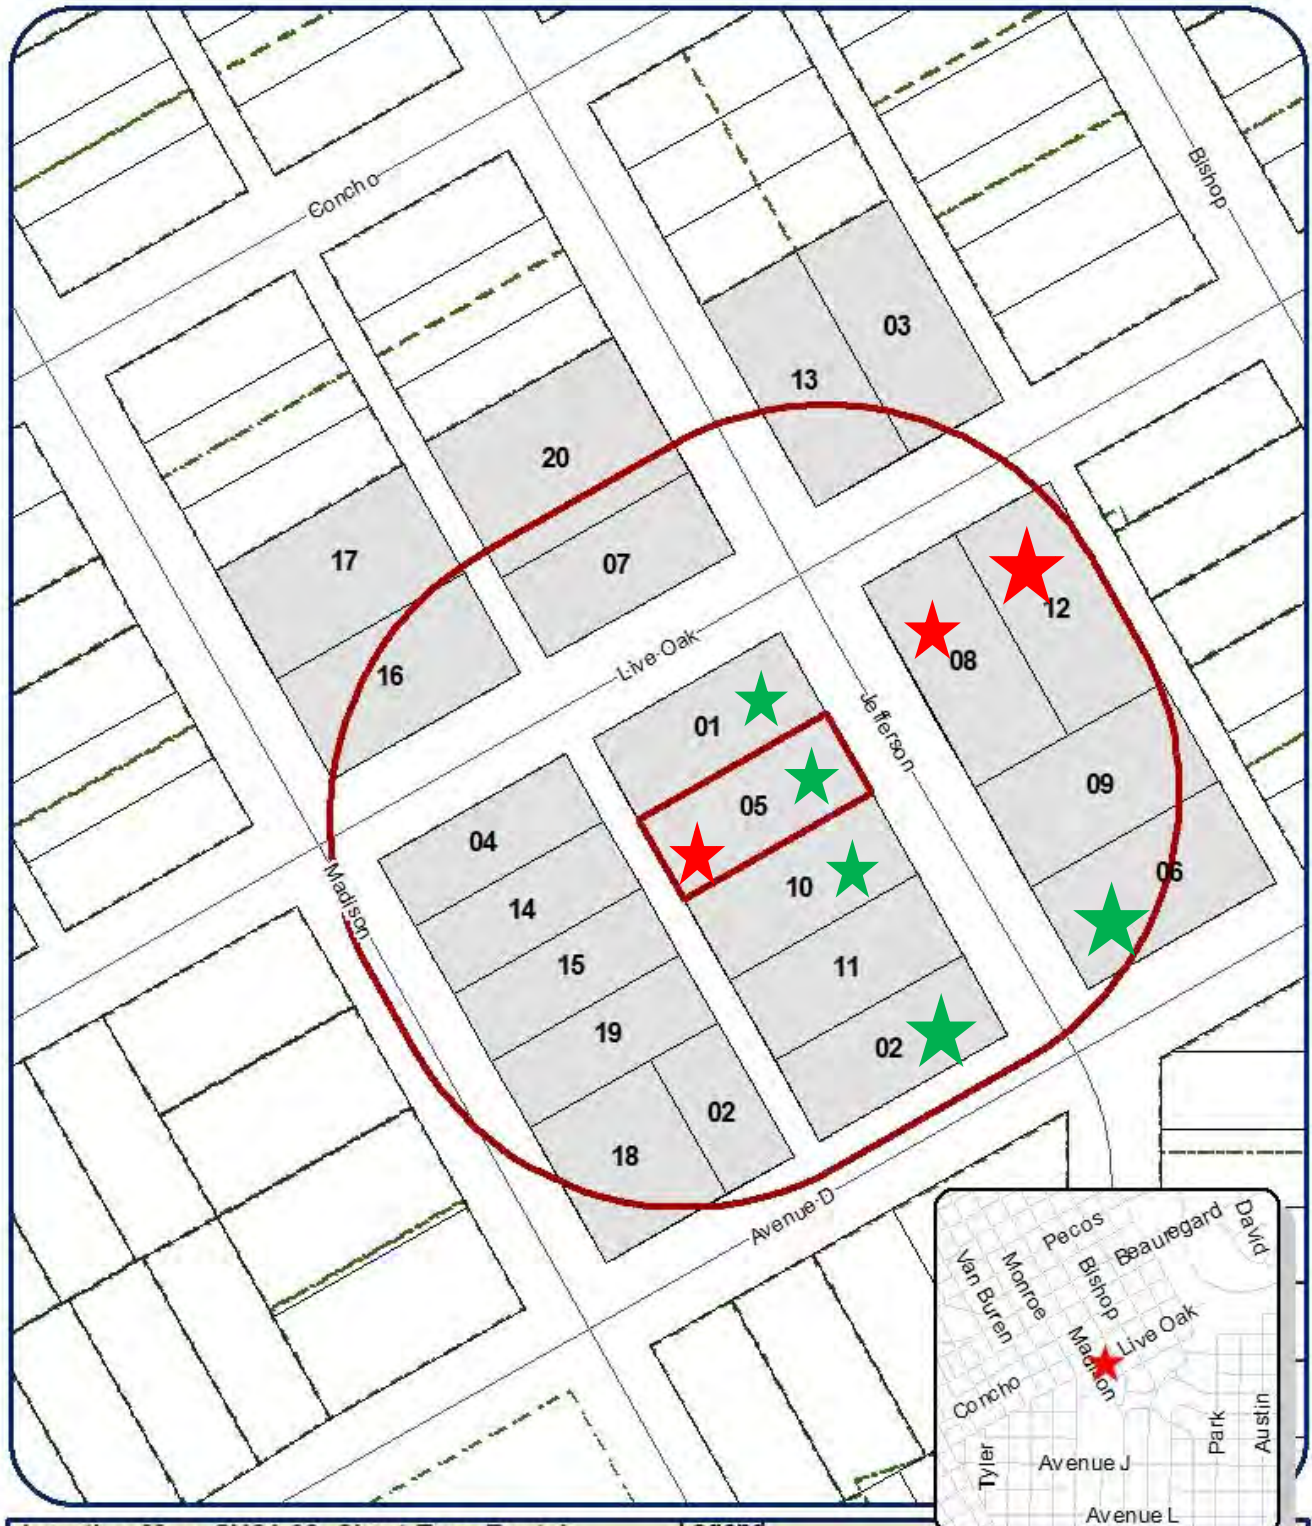 Concho
Bishop
03
13
20
17
07
12
08
16
Live Oak
01
Jefferson
05
09
04
06
10
Madison
14
15
11
19
02
02
18
Avenue D
Pecos
Beauregard
David
Van Buren
Monroe
Bishop
Live Oak
Madison
Concho
Park
Austin
Tyler
Avenue J
Avenue L